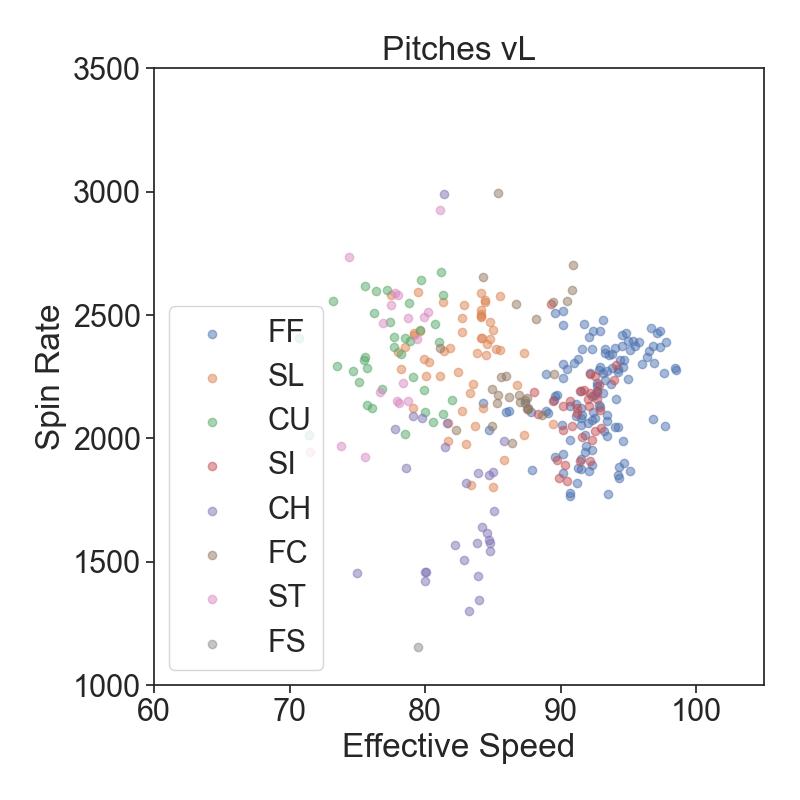 Pitches vL
3500
3000
2500
2000
1500
1000
Spin Rate
FF
SL
CU
SI
CH
FC
ST
FS
60 70 80 90 100
Effective Speed